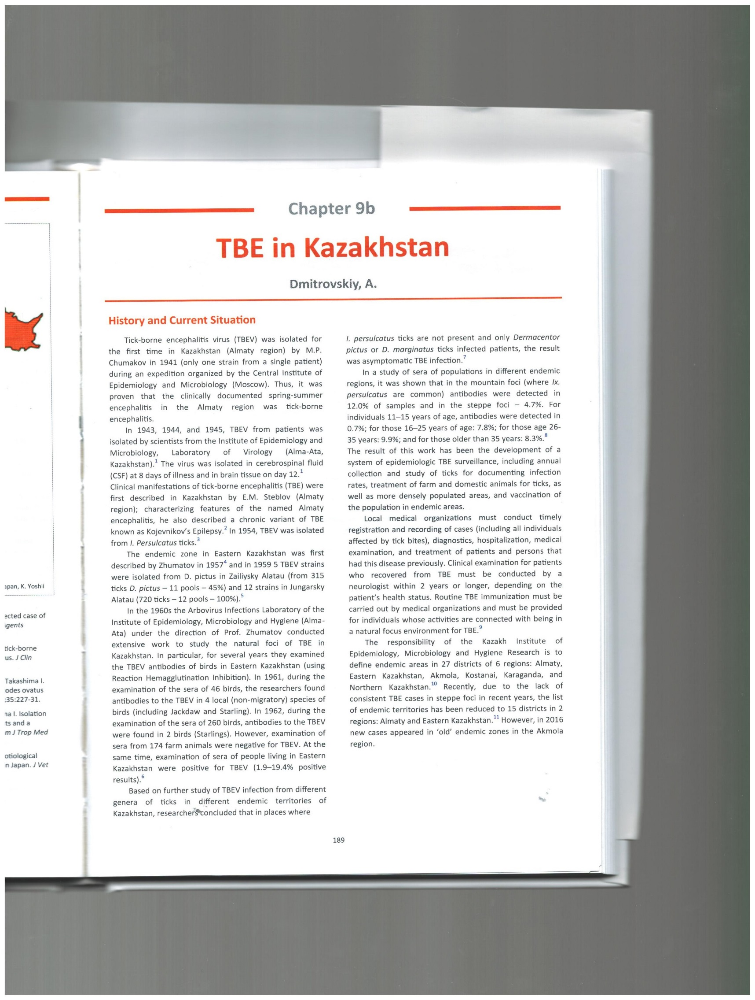 apan, K. Yoshii
ected case of
gents
tick-borne
us. J Clin
Takashima I.
odes ovatus
;35:227-31.
na I. Isolation
ts and a
m J Trop Med
otiological
n Japan. J Vet
Chapter 9b
TBE in Kazakhstan
Dmitrovskiy, A.
History and Current Situation
Tick-borne encephalitis virus (TBEV) was isolated for
the first time in Kazakhstan (Almaty region) by M.P.
Chumakov in 1941 (only one strain from a single patient)
during an expedition organized by the Central Institute of
Epidemiology and Microbiology (Moscow). Thus, it was
proven that the clinically documented spring-summer
encephalitis in the Almaty region was tick-borne
encephalitis.
In 1943, 1944, and 1945, TBEV from patients was
isolated by scientists from the Institute of Epidemiology and
Microbiology, Laboratory of Virology (Alma-Ata,
Kazakhstan).1 The virus was isolated in cerebrospinal fluid
(CSF) at 8 days of illness and in brain tissue on day 12.1
Clinical manifestations of tick-borne encephalitis (TBE) were
first described in Kazakhstan by E.M. Steblov (Almaty
region); characterizing features of the named Almaty
encephalitis, he also described a chronic variant of TBE
known as Kojevnikov's Epilepsy.2 In 1954, TBEV was isolated
from I. Persulcatus ticks.3
The endemic zone in Eastern Kazakhstan was first
described by Zhumatov in 19574 and in 1959 5 TBEV strains
were isolated from D. pictus in Zailiysky Alatau (from 315
ticks D. pictus – 11 pools – 45%) and 12 strains in Jungarsky
Alatau (720 ticks – 12 pools – 100%).5
In the 1960s the Arbovirus Infections Laboratory of the
Institute of Epidemiology, Microbiology and Hygiene (Alma-
Ata) under the direction of Prof. Zhumatov conducted
extensive work to study the natural foci of TBE in
Kazakhstan. In particular, for several years they examined
the TBEV antibodies of birds in Eastern Kazakhstan (using
Reaction Hemagglutination Inhibition). In 1961, during the
examination of the sera of 46 birds, the researchers found
antibodies to the TBEV in 4 local (non-migratory) species of
birds (including Jackdaw and Starling). In 1962, during the
examination of the sera of 260 birds, antibodies to the TBEV
were found in 2 birds (Starlings). However, examination of
sera from 174 farm animals were negative for TBEV. At the
same time, examination of sera of people living in Eastern
Kazakhstan were positive for TBEV (1.9–19.4% positive
results).6
Based on further study of TBEV infection from different
genera of ticks in different endemic territories of
Kazakhstan, researchers concluded that in places where
I. persulcatus ticks are not present and only Dermacentor
pictus or D. marginatus ticks infected patients, the result
was asymptomatic TBE infection.7
In a study of sera of populations in different endemic
regions, it was shown that in the mountain foci (where Ix.
persulcatus are common) antibodies were detected in
12.0% of samples and in the steppe foci – 4.7%. For
individuals 11–15 years of age, antibodies were detected in
0.7%; for those 16–25 years of age: 7.8%; for those age 26-
35 years: 9.9%; and for those older than 35 years: 8.3%.8
The result of this work has been the development of a
system of epidemiologic TBE surveillance, including annual
collection and study of ticks for documenting infection
rates, treatment of farm and domestic animals for ticks, as
well as more densely populated areas, and vaccination of
the population in endemic areas.
Local medical organizations must conduct timely
registration and recording of cases (including all individuals
affected by tick bites), diagnostics, hospitalization, medical
examination, and treatment of patients and persons that
had this disease previously. Clinical examination for patients
who recovered from TBE must be conducted by a
neurologist within 2 years or longer, depending on the
patient's health status. Routine TBE immunization must be
carried out by medical organizations and must be provided
for individuals whose activities are connected with being in
a natural focus environment for TBE.9
The responsibility of the Kazakh Institute of
Epidemiology, Microbiology and Hygiene Research is to
define endemic areas in 27 districts of 6 regions: Almaty,
Eastern Kazakhstan, Akmola, Kostanai, Karaganda, and
Northern Kazakhstan.10 Recently, due to the lack of
consistent TBE cases in steppe foci in recent years, the list
of endemic territories has been reduced to 15 districts in 2
regions: Almaty and Eastern Kazakhstan.11 However, in 2016
new cases appeared in 'old' endemic zones in the Akmola
region.
189